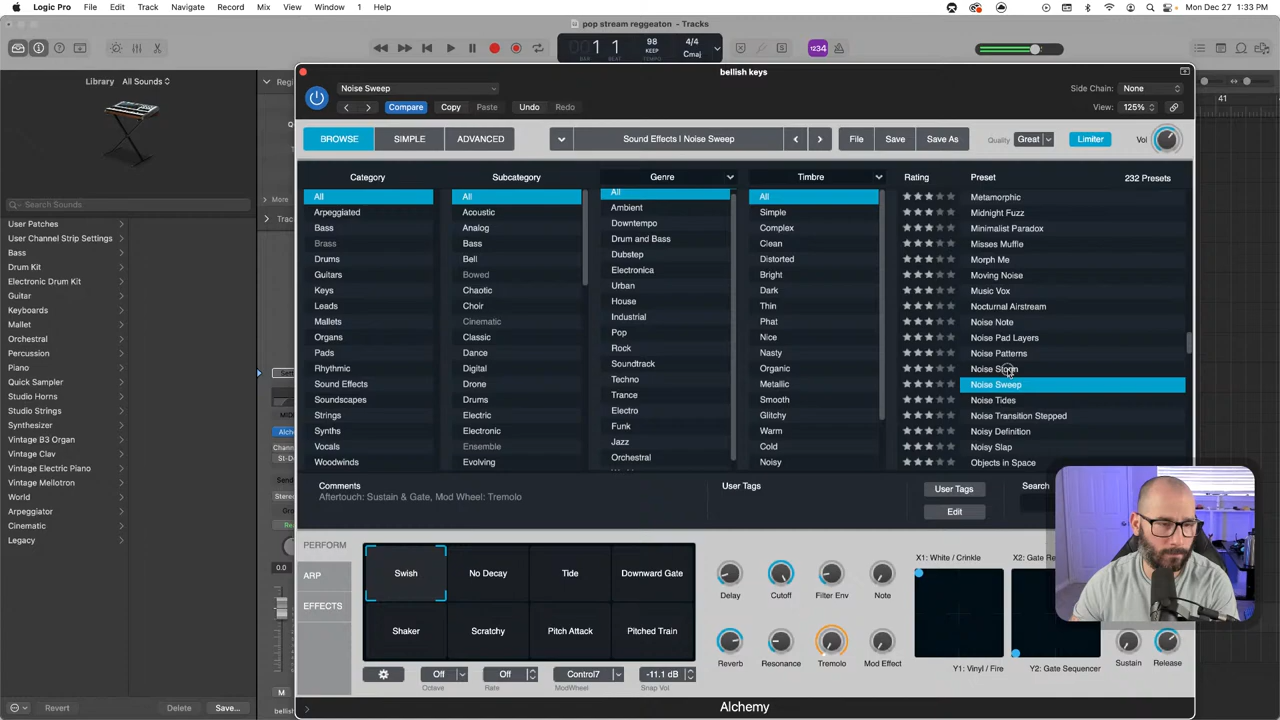 Logic Pro File Edit Track Navigate Record Mix View Window 1 Help
Mon Dec 27 1:33 PM
pop stream reggeaton - Tracks
1 1
98
KEEP
TEMPO
4/4
Cmaj
1234
Library All Sounds
bellish keys
41
Noise Sweep
Side Chain: None
Compare Copy Paste Undo Redo
View: 125%
BROWSE SIMPLE ADVANCED
Sound Effects | Noise Sweep
File Save Save As
Quality Great Limiter Vol
Category Subcategory Genre Timbre Rating Preset 232 Presets
All
Arpeggiated
Bass
Brass
Drums
Guitars
Keys
Leads
Mallets
Organs
Pads
Rhythmic
Sound Effects
Soundscapes
Strings
Synths
Vocals
Woodwinds
All
Acoustic
Analog
Bass
Bell
Bowed
Chaotic
Choir
Cinematic
Classic
Dance
Digital
Drone
Drums
Electric
Electronic
Ensemble
Evolving
All
Ambient
Downtempo
Drum and Bass
Dubstep
Electronica
Urban
House
Industrial
Pop
Rock
Soundtrack
Techno
Trance
Electro
Funk
Jazz
Orchestral
All
Simple
Complex
Clean
Distorted
Bright
Dark
Thin
Phat
Nice
Nasty
Organic
Metallic
Smooth
Glitchy
Warm
Cold
Noisy
Metamorphic
Midnight Fuzz
Minimalist Paradox
Misses Muffle
Morph Me
Moving Noise
Music Vox
Nocturnal Airstream
Noise Note
Noise Pad Layers
Noise Patterns
Noise
Noise Sweep
Noise Tides
Noise Transition Stepped
Noisy Definition
Noisy Slap
Objects in Space
Search Sounds
User Patches
User Channel Strip Settings
Bass
Drum Kit
Electronic Drum Kit
Guitar
Keyboards
Mallet
Orchestral
Percussion
Piano
Quick Sampler
Studio Horns
Studio Strings
Synthesizer
Vintage B3 Organ
Vintage Clav
Vintage Electric Piano
Vintage Mellotron
World
Arpeggiator
Cinematic
Legacy
Comments
Aftertouch: Sustain & Gate, Mod Wheel: Tremolo
User Tags
User Tags
Edit
Search
PERFORM
ARP
EFFECTS
Swish No Decay Tide Downward Gate
Shaker Scratchy Pitch Attack Pitched Train
Off Off Control7 -11.1 dB
Octave Rate ModWheel Snap Vol
Delay Cutoff Filter Env Note
Reverb Resonance Tremolo Mod Effect
X1: White / Crinkle
Y1: Vinyl / Fire
Y2: Gate Sequencer
Sustain Release
0.0
M
Revert Delete Save...
Alchemy